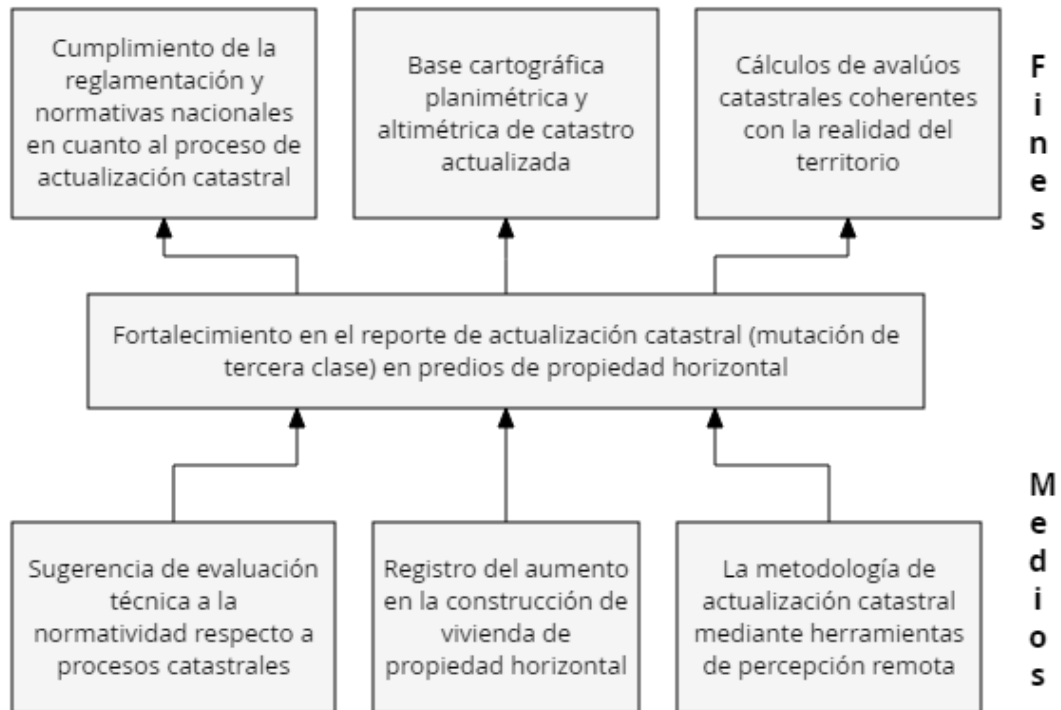 Cumplimiento de la
reglamentación y
normativas nacionales
en cuanto al proceso de
actualización catastral
Base cartográfica
planimétrica y
altimétrica de catastro
actualizada
Cálculos de avalúos
catastrales coherentes
con la realidad del
territorio
F
i
n
e
s
Fortalecimiento en el reporte de actualización catastral (mutación de
tercera clase) en predios de propiedad horizontal
Sugerencia de evaluación
técnica a la
normatividad respecto a
procesos catastrales
Registro del aumento
en la construcción de
vivienda de
propiedad horizontal
La metodología de
actualización catastral
mediante herramientas
de percepción remota
M
e
d
i
o
s